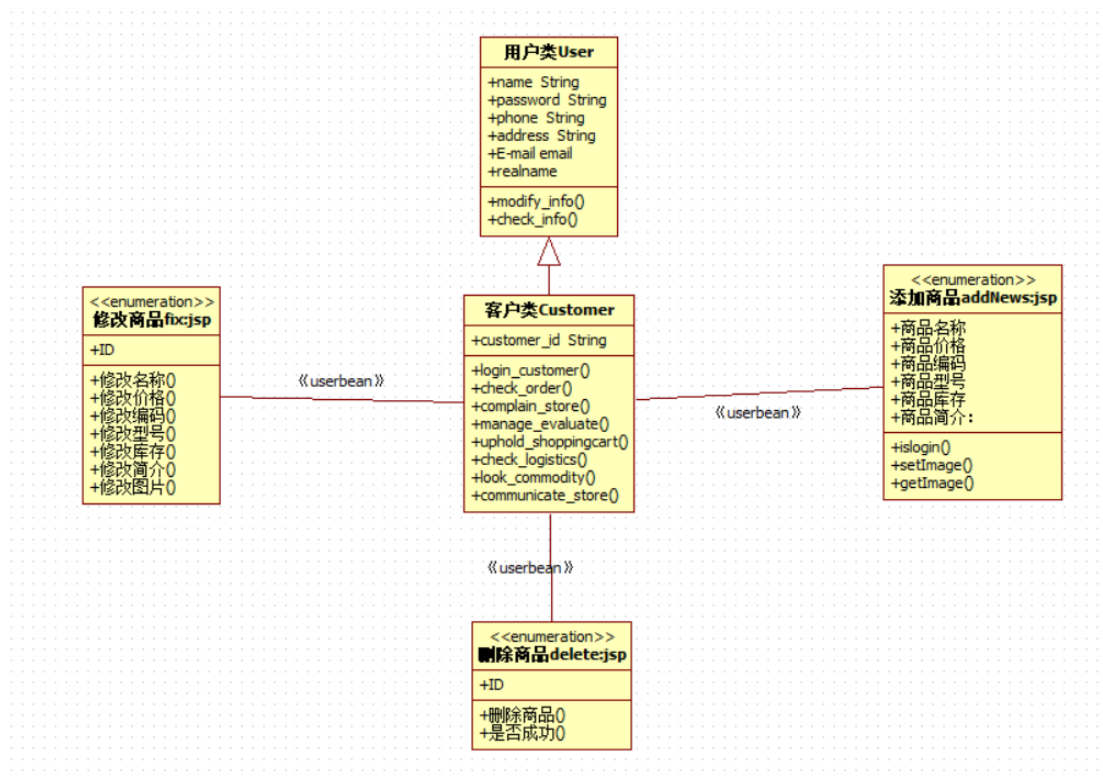 用户类User
+name String
+password String
+phone String
+address String
+E-mail email
+realname
+modify_info()
+check_info()
<<enumeration>>
修改商品fix:jsp
+ID
+修改名称()
+修改价格()
+修改编码()
+修改型号()
+修改库存()
+修改简介()
+修改图片()
《userbean》
客户类Customer
+customer_id String
+login_customer()
+check_order()
+complain_store()
+manage_evaluate()
+uphold_shoppingcart()
+check_logistics()
+look_commodity()
+communicate_store()
《userbean》
<<enumeration>>
添加商品addNews:jsp
+商品名称
+商品价格
+商品编码
+商品型号
+商品库存
+商品简介：
+islogin()
+setImage()
+getImage()
《userbean》
<<enumeration>>
删除商品delete:jsp
+ID
+删除商品()
+是否成功()